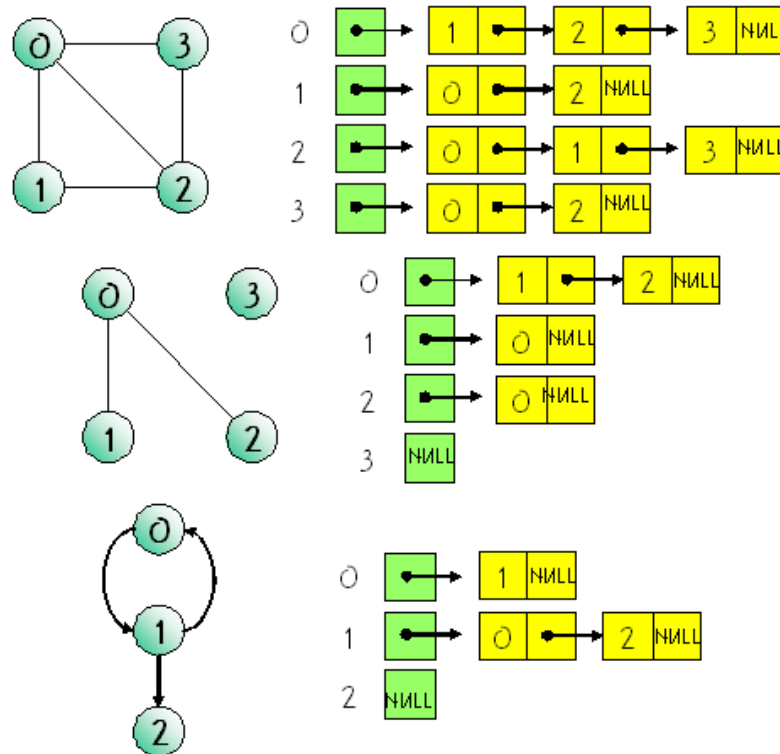 0 3
1 2
0 1 2 3 NULL
1 0 2 NULL
2 0 1 3 NULL
3 0 2 NULL
0 3
1 2
0 1 2 NULL
1 0 NULL
2 0 NULL
3 NULL
0
1
2
0 1 NULL
1 0 2 NULL
2 NULL